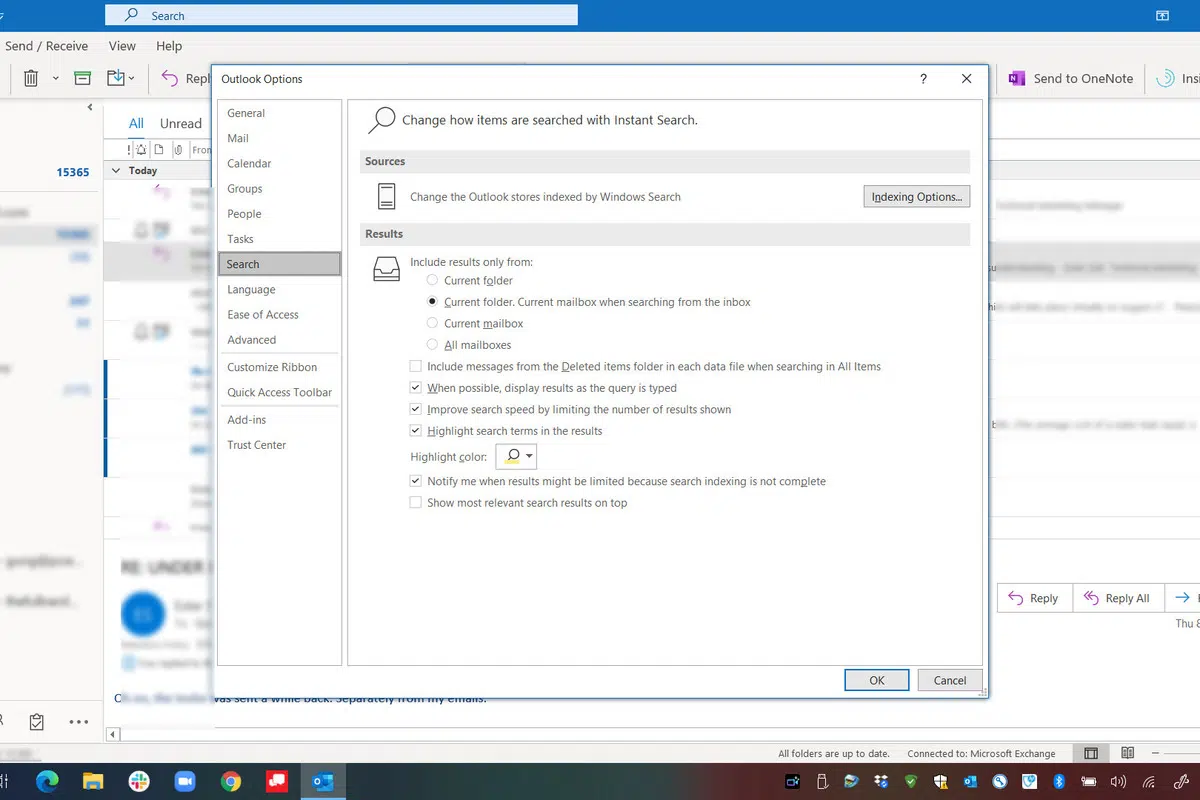 Search
Send / Receive View Help
Repl
Send to OneNote
Insi
All Unread
From
15365
Today
Outlook Options
?
General
Mail
Calendar
Groups
People
Tasks
Search
Language
Ease of Access
Advanced
Customize Ribbon
Quick Access Toolbar
Add-ins
Trust Center
Change how items are searched with Instant Search.
Sources
Change the Outlook stores indexed by Windows Search
Indexing Options...
Results
Include results only from:
Current folder
Current folder. Current mailbox when searching from the inbox
Current mailbox
All mailboxes
Include messages from the Deleted items folder in each data file when searching in All Items
When possible, display results as the query is typed
Improve search speed by limiting the number of results shown
Highlight search terms in the results
Highlight color:
Notify me when results might be limited because search indexing is not complete
Show most relevant search results on top
OK Cancel
RE: UNDER
ES
Reply Reply All
Thu 8
was sent a while back. Separately from my emails.
All folders are up to date. Connected to: Microsoft Exchange